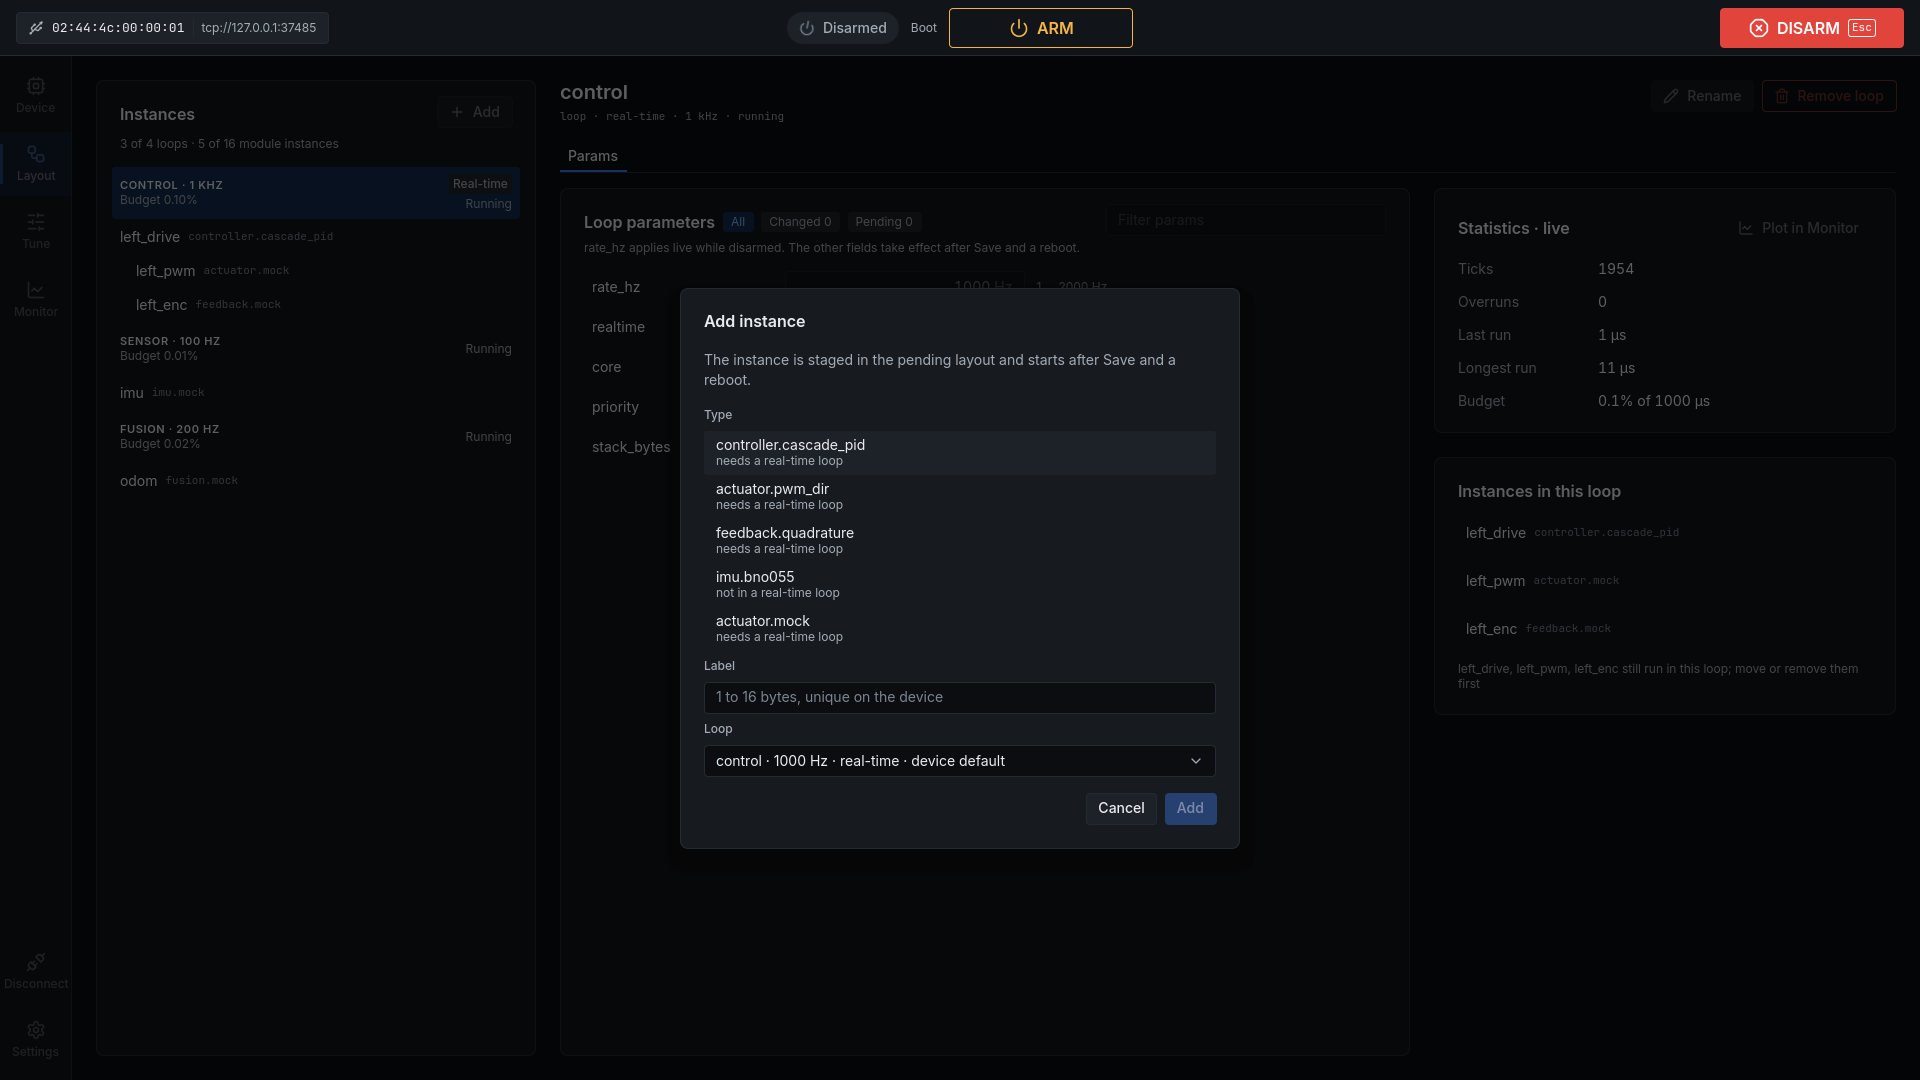 02:44:4c:00:00:01 tcp://127.0.0.1:37485
Disarmed Boot ARM
DISARM Esc
Device
Layout
Tune
Monitor
Disconnect
Settings
Instances
Add
3 of 4 loops · 5 of 16 module instances
CONTROL · 1 KHZ Real-time
Budget 0.10% Running
left_drive controller.cascade_pid
left_pwm actuator.mock
left_enc feedback.mock
SENSOR · 100 HZ
Budget 0.01% Running
imu imu.mock
FUSION · 200 HZ
Budget 0.02% Running
odom fusion.mock
control
loop · real-time · 1 kHz · running
Rename Remove loop
Params
Loop parameters All Changed 0 Pending 0 Filter params
rate_hz applies live while disarmed. The other fields take effect after Save and a reboot.
rate_hz 1000 Hz 1 2000 Hz
realtime
core
priority
stack_bytes
Add instance
The instance is staged in the pending layout and starts after Save and a
reboot.
Type
controller.cascade_pid
needs a real-time loop
actuator.pwm_dir
needs a real-time loop
feedback.quadrature
needs a real-time loop
imu.bno055
not in a real-time loop
actuator.mock
needs a real-time loop
Label
1 to 16 bytes, unique on the device
Loop
control · 1000 Hz · real-time · device default
Cancel Add
Statistics · live Plot in Monitor
Ticks 1954
Overruns 0
Last run 1 µs
Longest run 11 µs
Budget 0.1% of 1000 µs
Instances in this loop
left_drive controller.cascade_pid
left_pwm actuator.mock
left_enc feedback.mock
left_drive, left_pwm, left_enc still run in this loop; move or remove them
first